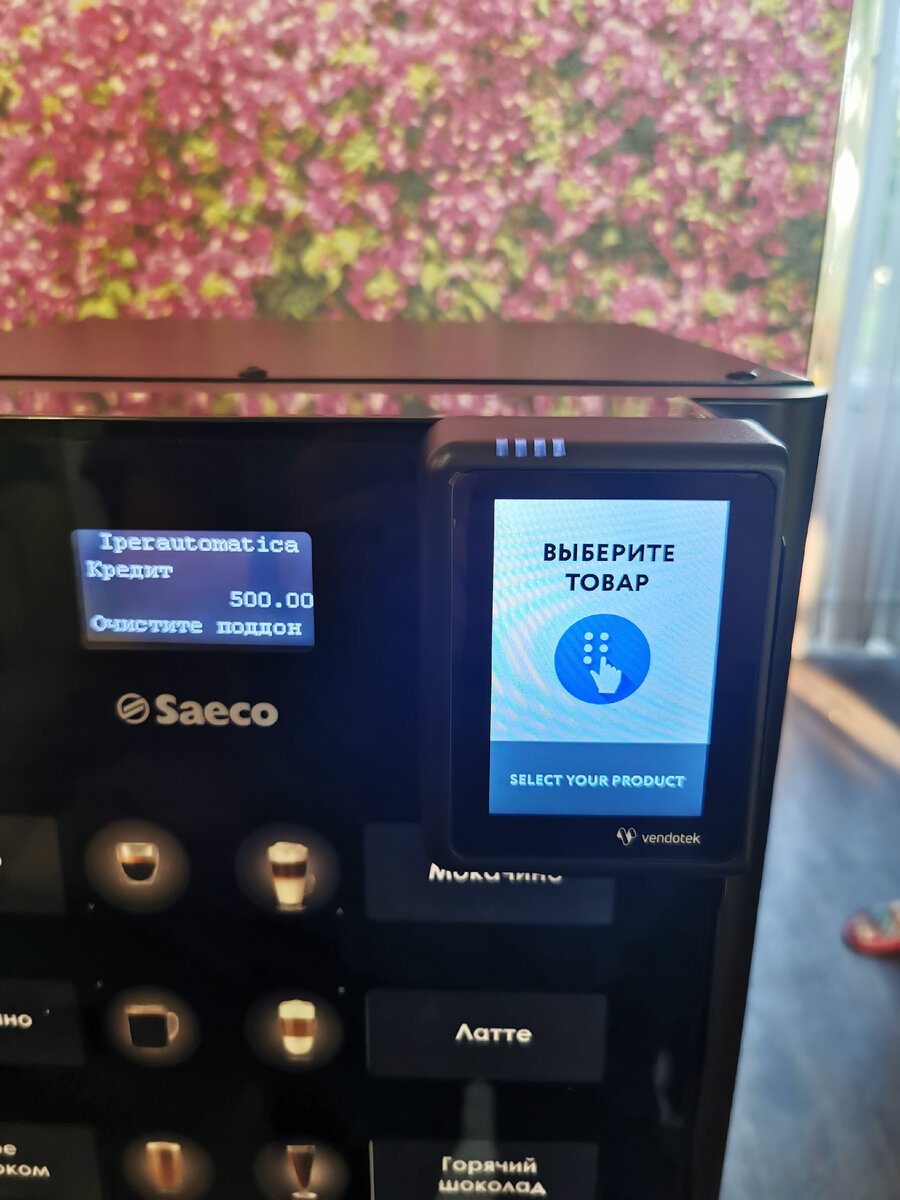 Iperautomatica
Кредит
500.00
Очистите поддон
Saeco
ВЫБЕРИТЕ
ТОВАР
SELECT YOUR PRODUCT
vendotek
Мокачино
Латте
Горячий
шоколад